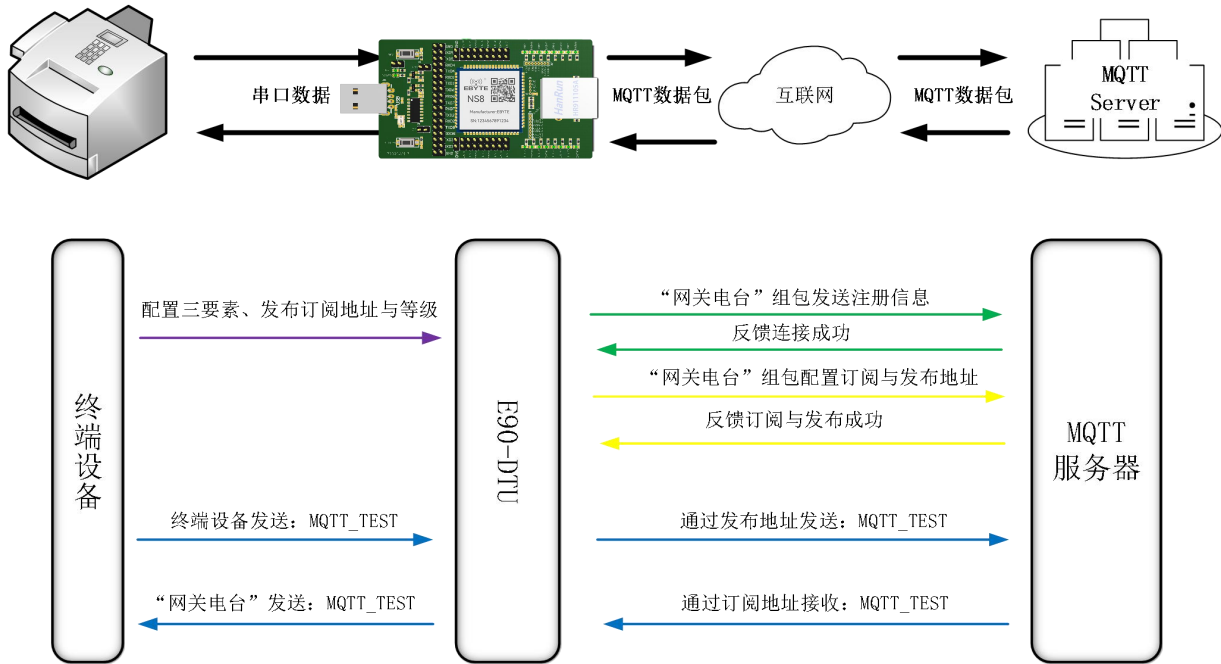 串口数据
EBYTE
NS8
Manufacturer:EBYTE
HanRun
MQTT数据包
互联网
MQTT数据包
MQTT
Server
配置三要素、发布订阅地址与等级
“网关电台”组包发送注册信息
反馈连接成功
“网关电台”组包配置订阅与发布地址
反馈订阅与发布成功
终端设备
E90-DTU
MQTT
服务器
终端设备发送: MQTT_TEST
通过发布地址发送: MQTT_TEST
“网关电台”发送: MQTT_TEST
通过订阅地址接收: MQTT_TEST